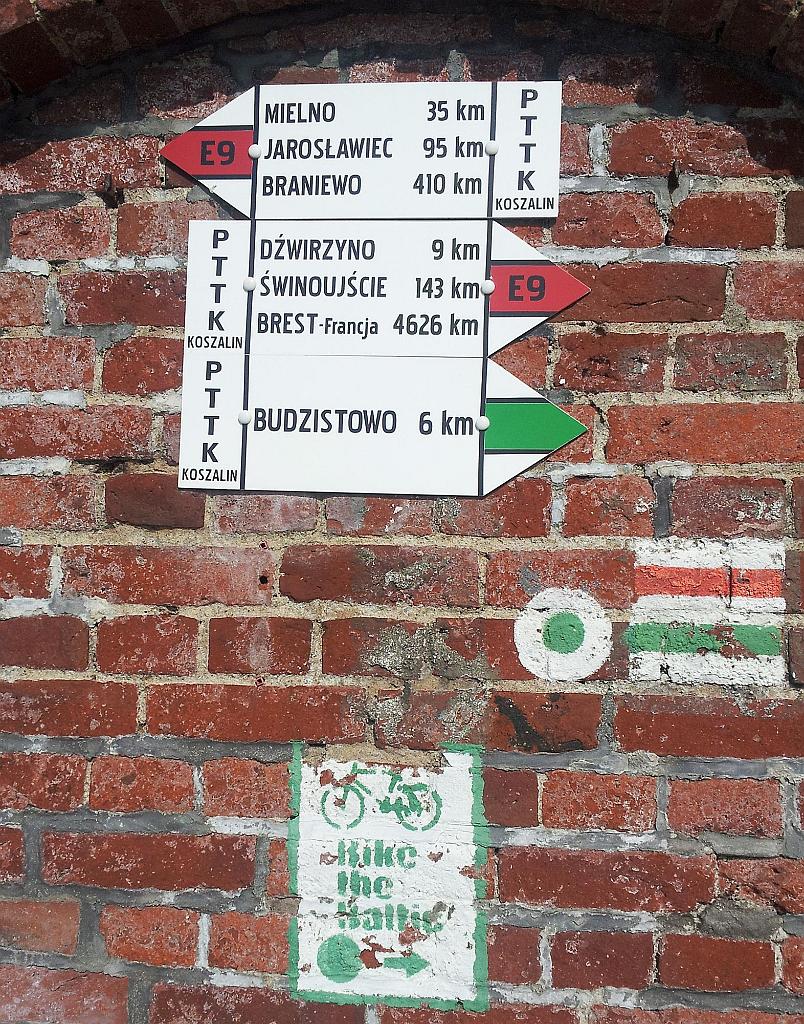 MIELNO 35 km
E9 JAROSŁAWIEC 95 km
BRANIEWO 410 km
PTTK
KOSZALIN
PTTK
KOSZALIN
DŹWIRZYNO 9 km
ŚWINOUJŚCIE 143 km E9
BREST-Francja 4626 km
PTTK
KOSZALIN
BUDZISTOWO 6 km
Bike
the
Baltic